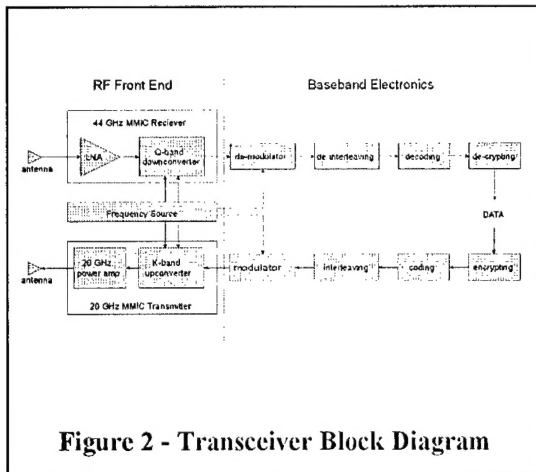 RF Front End
Baseband Electronics
44 GHz MMIC Reciever
antenna
LNA
Q-band
downconverter
de-modulator
de interleaving
decoding
de-crypting
Frequency Source
DATA
antenna
20 GHz
power amp
K-band
upconverter
modulator
interleaving
coding
encrypting
20 GHz MMIC Transmitter
Figure 2 - Transceiver Block Diagram